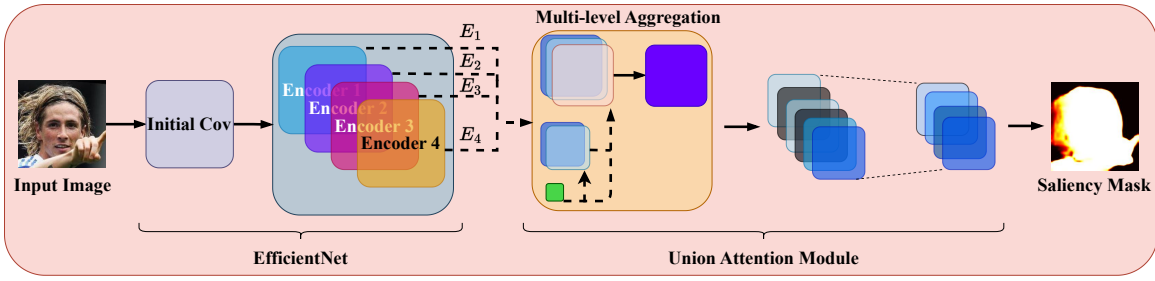 Multi-level Aggregation
E1
E2
E3
E4
Encoder 1
Encoder 2
Encoder 3
Encoder 4
Initial Cov
Input Image
Saliency Mask
EfficientNet
Union Attention Module